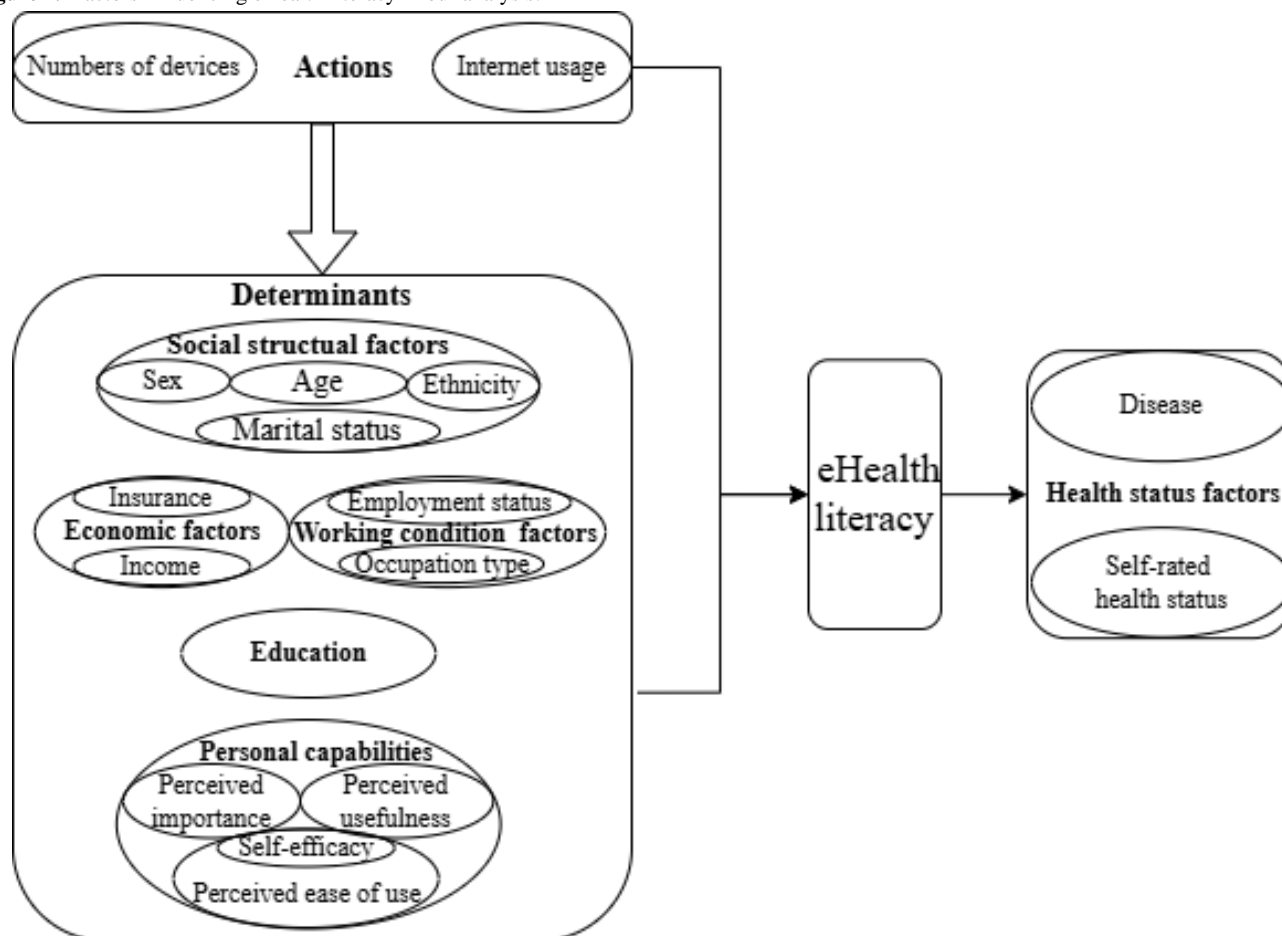 Numbers of devices
Actions
Internet usage
Determinants
Social structual factors
Sex
Age
Ethnicity
Marital status
Insurance
Economic factors
Income
Employment status
Working condition factors
Occupation type
Education
Personal capabilities
Perceived
importance
Perceived
usefulness
Self-efficacy
Perceived ease of use
eHealth
literacy
Disease
Health status factors
Self-rated
health status